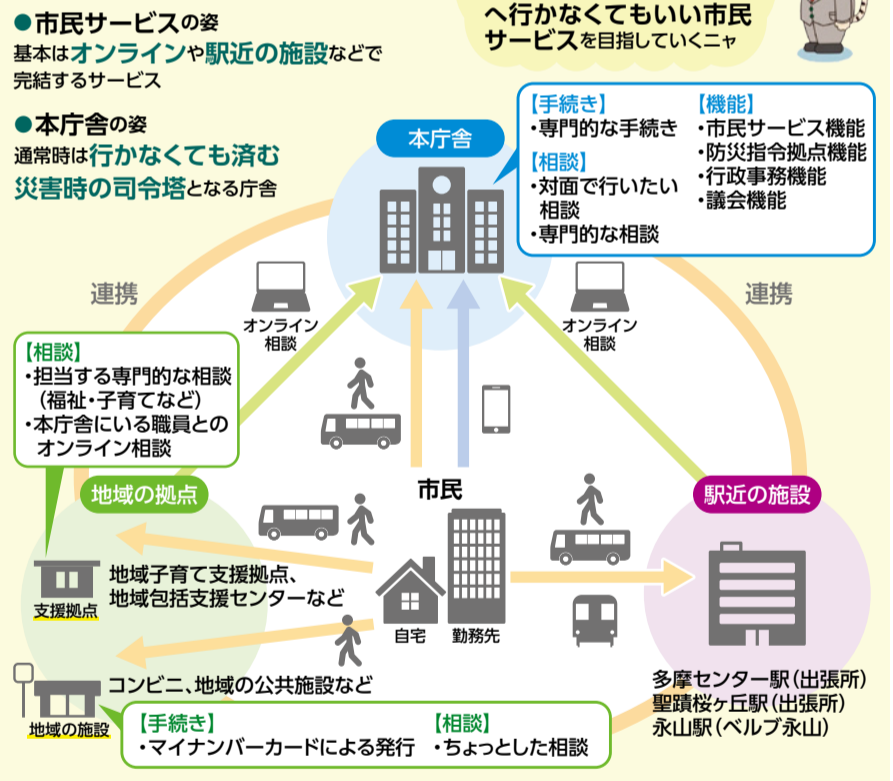 ●市民サービスの姿
基本はオンラインや駅近の施設などで
完結するサービス
●本庁舎の姿
通常時は行かなくても済む
災害時の司令塔となる庁舎
へ行かなくてもいい市民
サービスを目指していくニャ
本庁舎
【手続き】
・専門的な手続き
【相談】
・対面で行いたい
相談
・専門的な相談
【機能】
・市民サービス機能
・防災指令拠点機能
・行政事務機能
・議会機能
連携
連携
オンライン
相談
オンライン
相談
【相談】
・担当する専門的な相談
（福祉・子育てなど）
・本庁舎にいる職員との
オンライン相談
地域の拠点
市民
駅近の施設
支援拠点
地域子育て支援拠点、
地域包括支援センターなど
自宅
勤務先
地域の施設
コンビニ、地域の公共施設など
【手続き】
・マイナンバーカードによる発行
【相談】
・ちょっとした相談
多摩センター駅（出張所）
聖蹟桜ヶ丘駅（出張所）
永山駅（ベルブ永山）